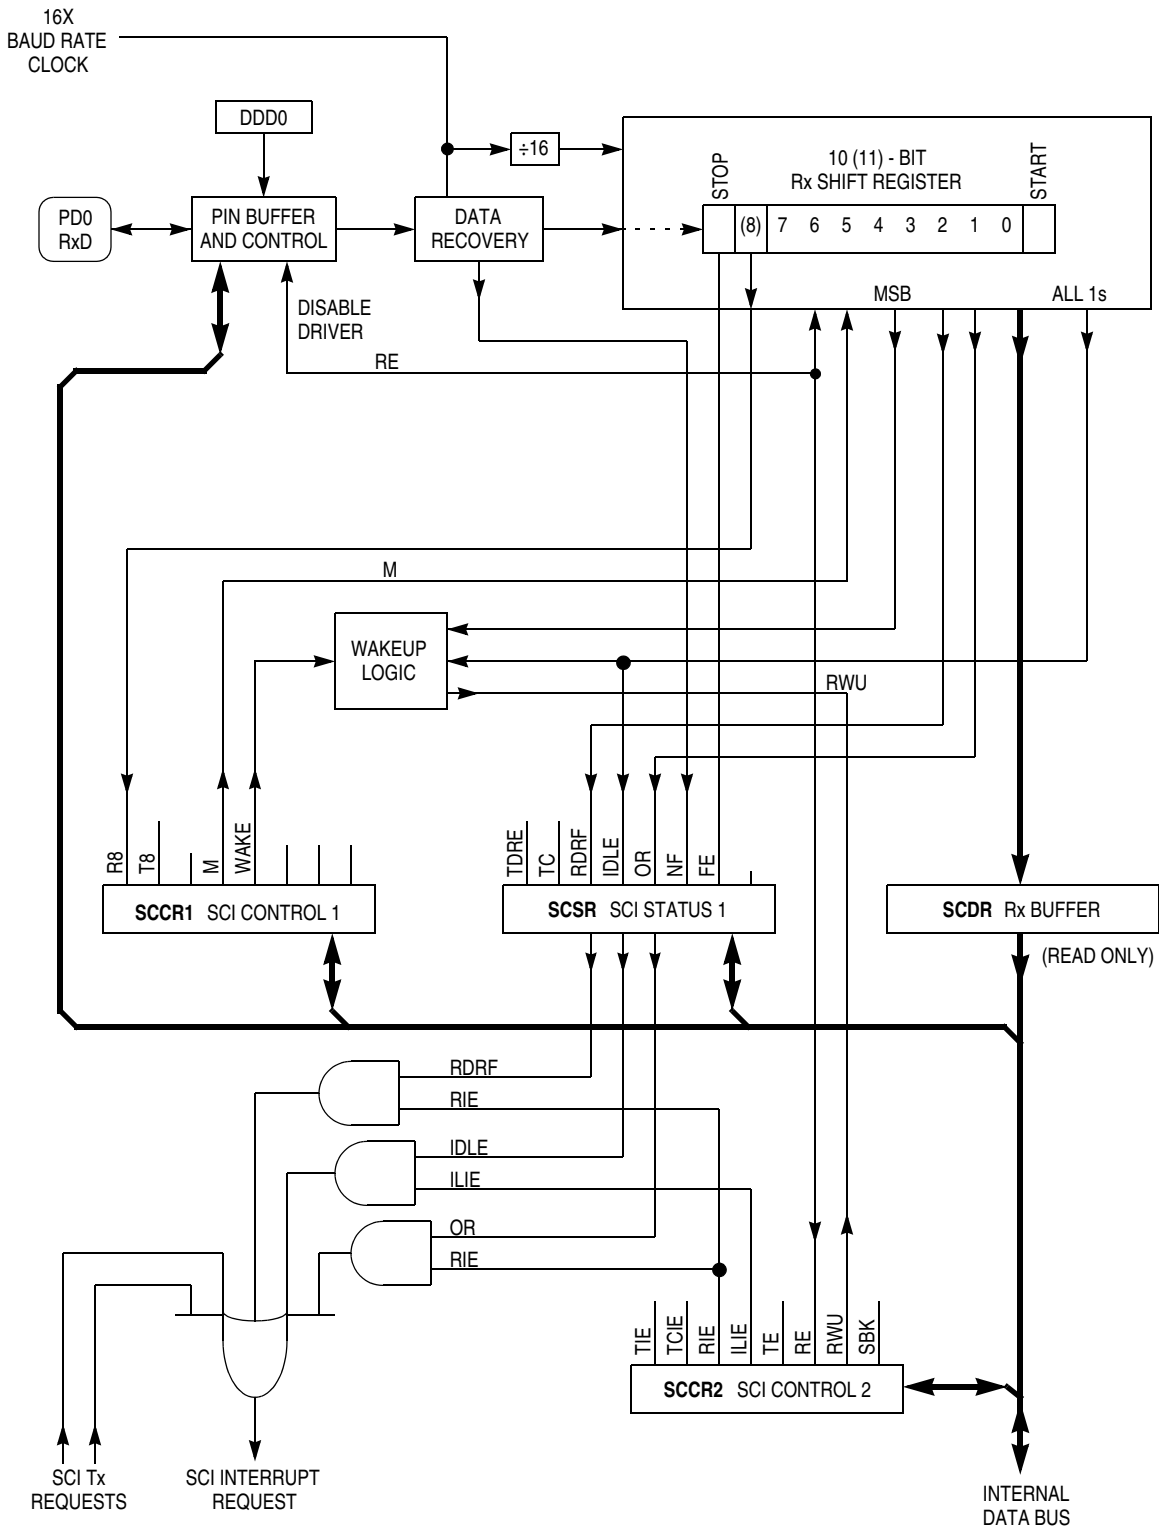 16X
BAUD RATE
CLOCK
DDD0
÷16
10 (11) - BIT
Rx SHIFT REGISTER
STOP
START
(8) 7 6 5 4 3 2 1 0
PD0
RxD
PIN BUFFER
AND CONTROL
DATA
RECOVERY
MSB
ALL 1s
DISABLE
DRIVER
RE
M
WAKEUP
LOGIC
RWU
R8
T8
M
WAKE
TDRE
TC
RDRF
IDLE
OR
NF
FE
SCCR1 SCI CONTROL 1
SCSR SCI STATUS 1
SCDR Rx BUFFER
(READ ONLY)
RDRF
RIE
IDLE
ILIE
OR
RIE
TIE
TCIE
RIE
ILIE
TE
RE
RWU
SBK
SCCR2 SCI CONTROL 2
SCI Tx
REQUESTS
SCI INTERRUPT
REQUEST
INTERNAL
DATA BUS